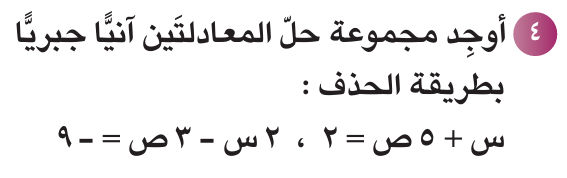 ٤ أوجِد مجموعة حلّ المعادلتَين آنيًّا جبريًّا
بطريقة الحذف :
س + ٥ ص = ٢ ، ٢ س - ٣ ص = - ٩